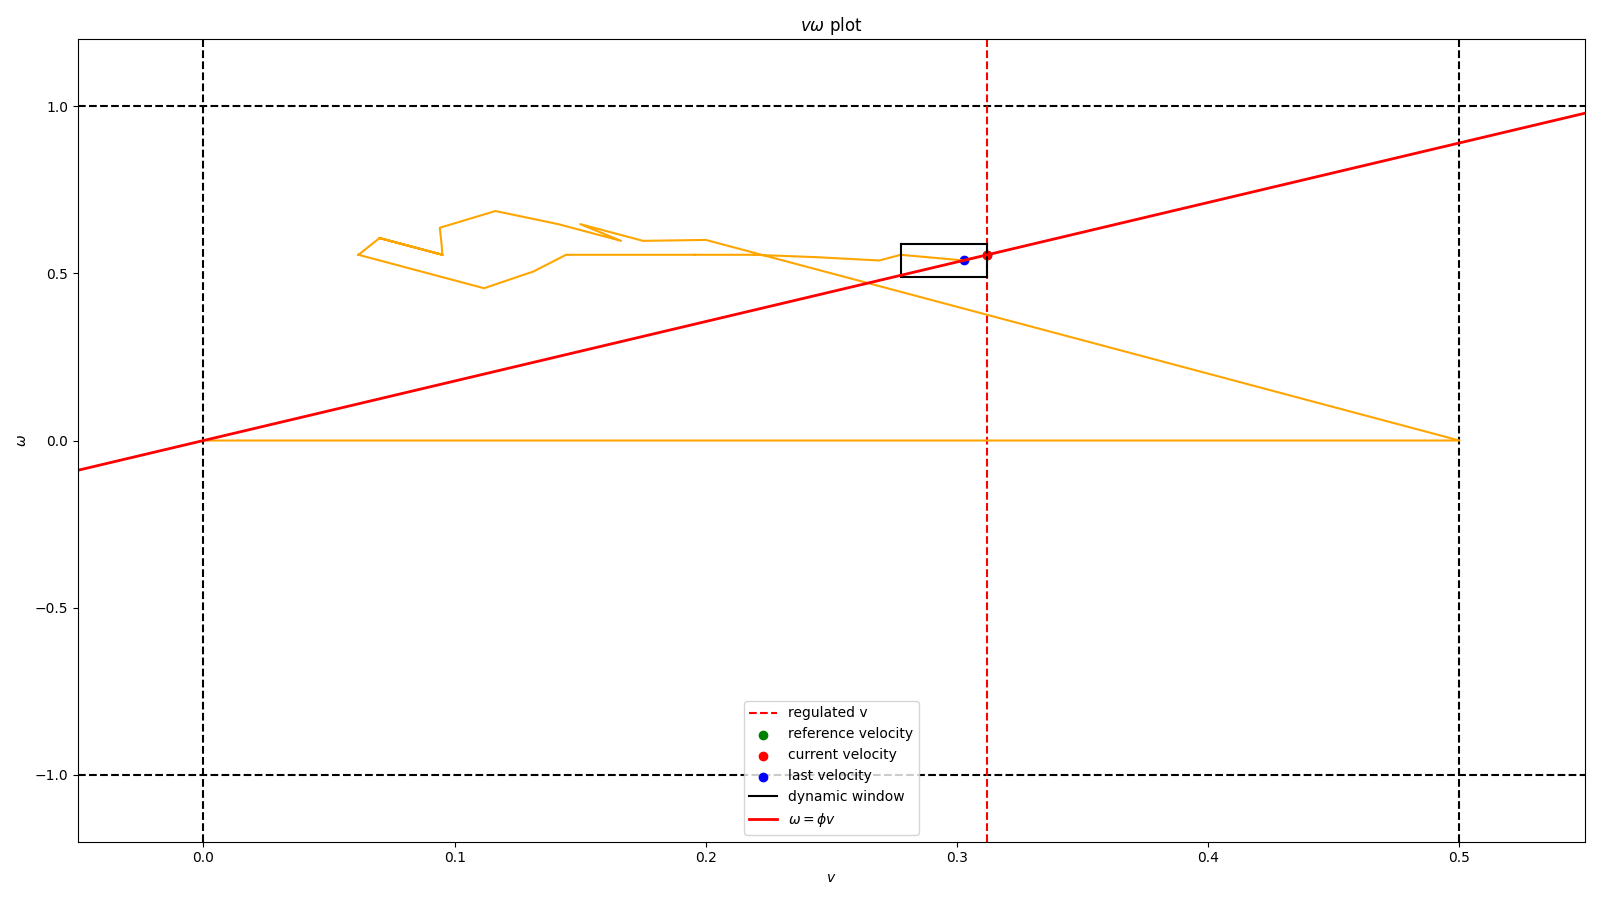 vω plot
1.0
0.5
0.0
−0.5
−1.0
ω
regulated v
reference velocity
current velocity
last velocity
dynamic window
ω = ϕv
0.0 0.1 0.2 0.3 0.4 0.5
v